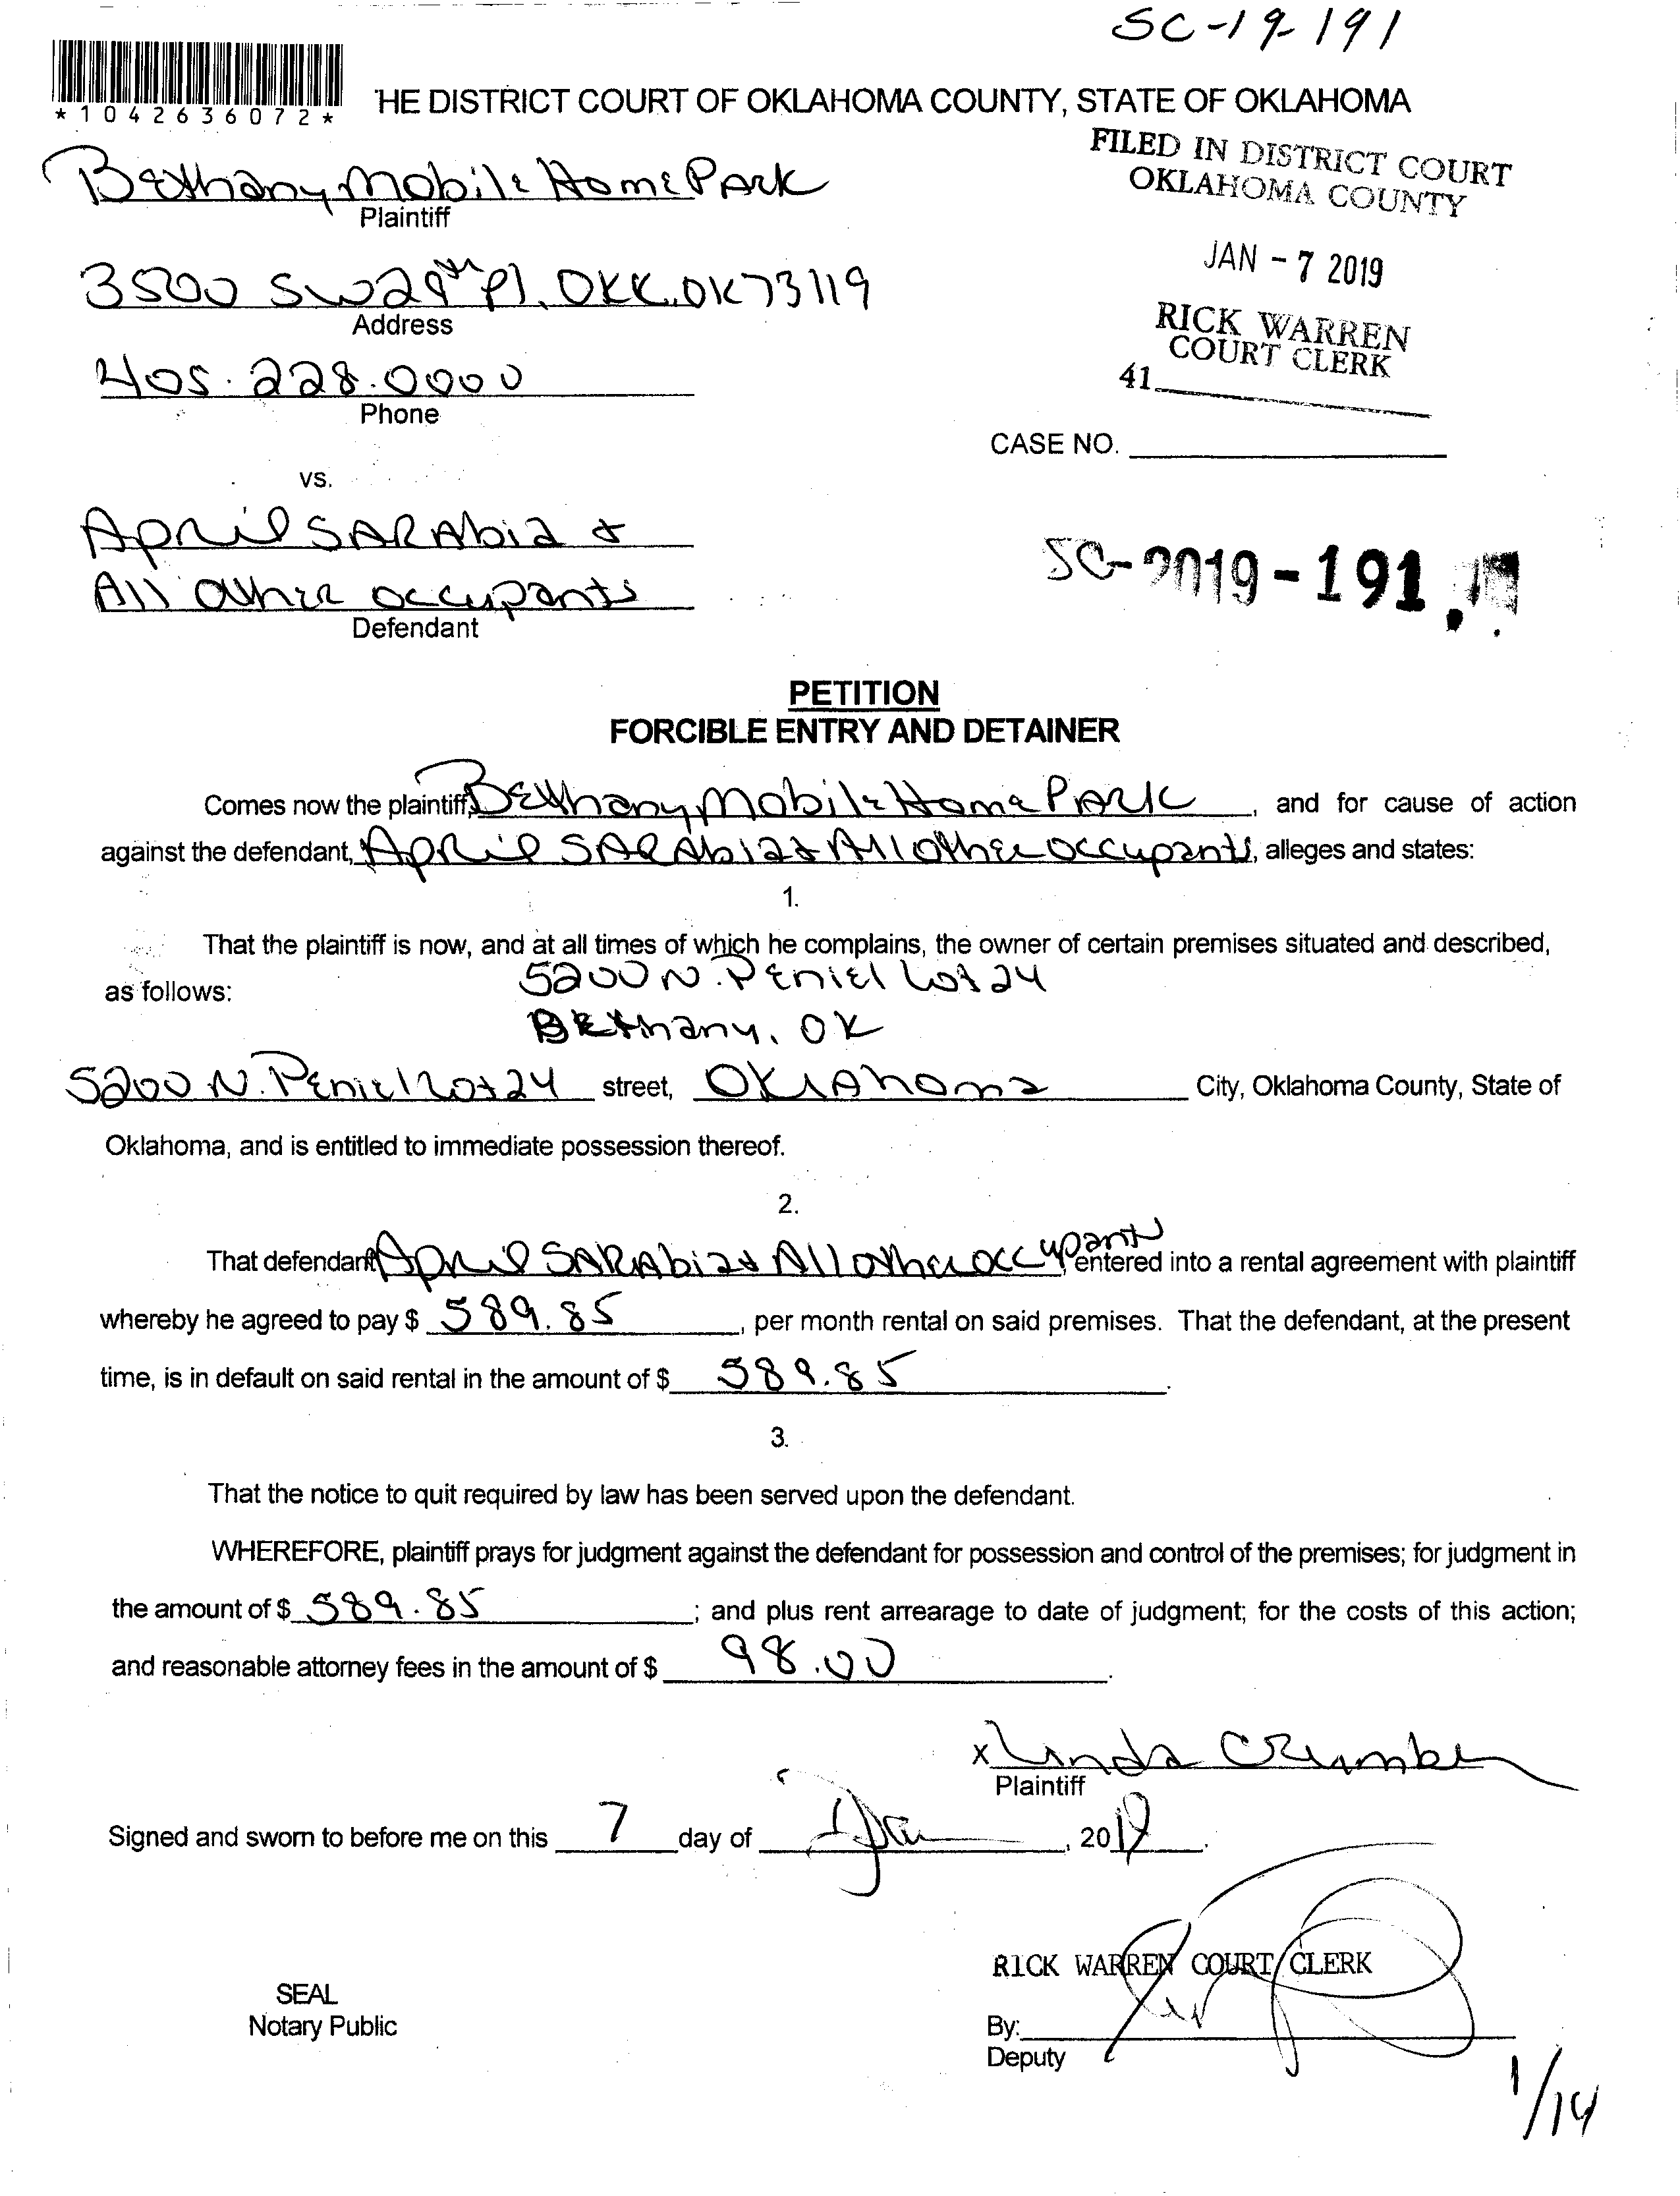 SC-19-191
*1042636072*
HE DISTRICT COURT OF OKLAHOMA COUNTY, STATE OF OKLAHOMA
FILED IN DISTRICT COURT
OKLAHOMA COUNTY
Bethany Mobile Home Park
Plaintiff
JAN - 7 2019
3500 SW 29th Pl. OKC, OK 73119
Address
RICK WARREN
COURT CLERK
41
405.228.0000
Phone
CASE NO.
vs.
April SARAbia &
All other occupants
Defendant
SC-2019-191
PETITION
FORCIBLE ENTRY AND DETAINER
Comes now the plaintiff, Bethany Mobile Home PARK, and for cause of action
against the defendant, April SARAbia & All other occupants, alleges and states:
1.
That the plaintiff is now, and at all times of which he complains, the owner of certain premises situated and described,
as follows: 5200 N. Peniel Lot 24
Bethany, OK
5200 N. Peniel Lot 24 street, OklAhoma City, Oklahoma County, State of
Oklahoma, and is entitled to immediate possession thereof.
2.
That defendant April SARAbia & All other occupants, entered into a rental agreement with plaintiff
whereby he agreed to pay $ 589.85, per month rental on said premises. That the defendant, at the present
time, is in default on said rental in the amount of $ 589.85.
3.
That the notice to quit required by law has been served upon the defendant.
WHEREFORE, plaintiff prays for judgment against the defendant for possession and control of the premises; for judgment in
the amount of $ 589.85; and plus rent arrearage to date of judgment; for the costs of this action;
and reasonable attorney fees in the amount of $ 98.00.
x Linda
Plaintiff
Signed and sworn to before me on this 7 day of Jan, 2019.
RICK WARREN COURT CLERK
SEAL
Notary Public
By:
Deputy
1/14